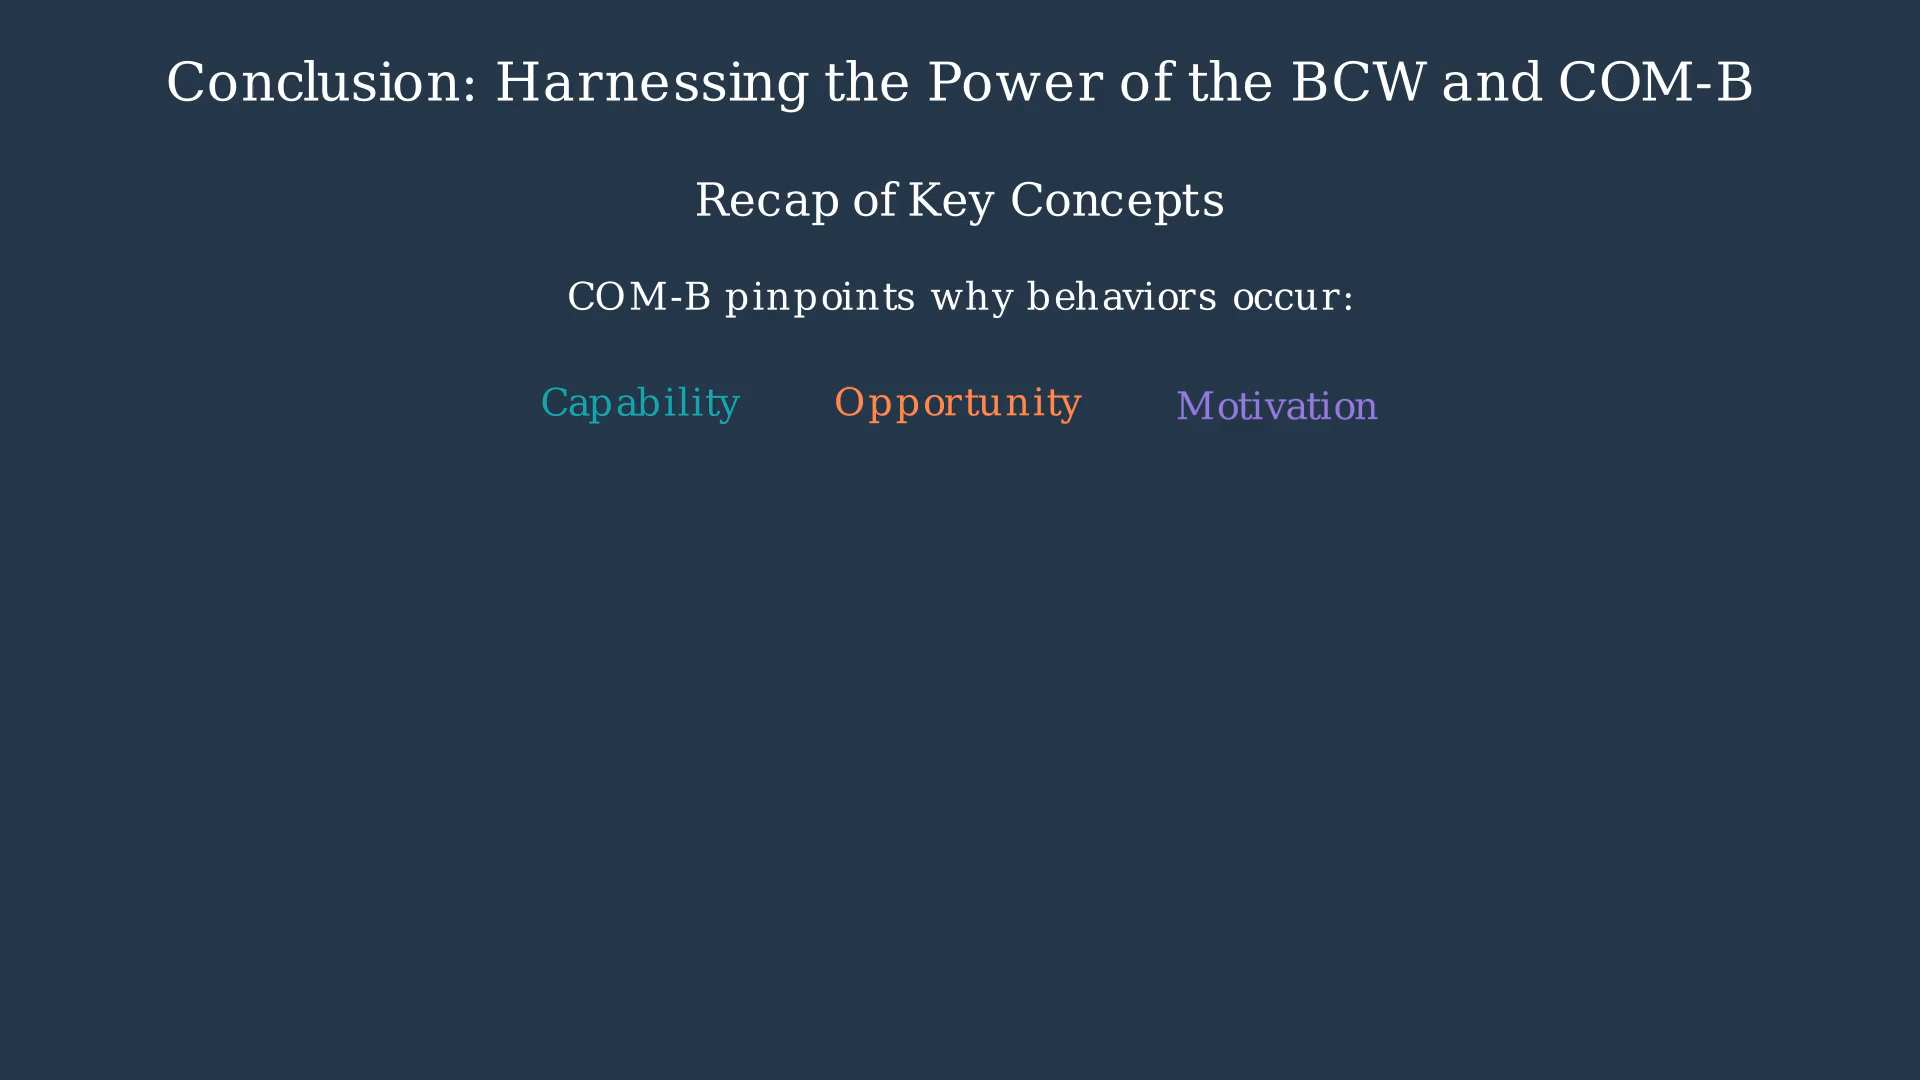 Conclusion: Harnessing the Power of the BCW and COM-B
Recap of Key Concepts
COM-B pinpoints why behaviors occur:
Capability Opportunity Motivation